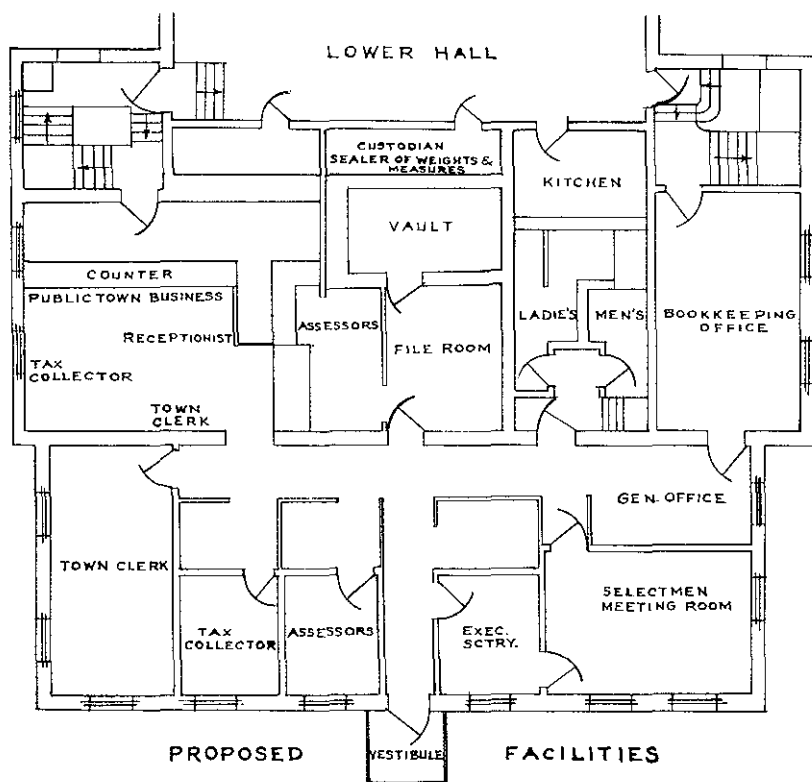 LOWER HALL
CUSTODIAN
SEALER OF WEIGHTS &
MEASURES
KITCHEN
VAULT
COUNTER
PUBLIC TOWN BUSINESS
RECEPTIONIST
ASSESSORS
FILE ROOM
LADIE'S
MEN'S
BOOKKEEPING
OFFICE
TAX
COLLECTOR
TOWN
CLERK
GEN. OFFICE
TOWN CLERK
TAX
COLLECTOR
ASSESSORS
EXEC.
SCTRY.
SELECTMEN
MEETING ROOM
PROPOSED
VESTIBULE
FACILITIES